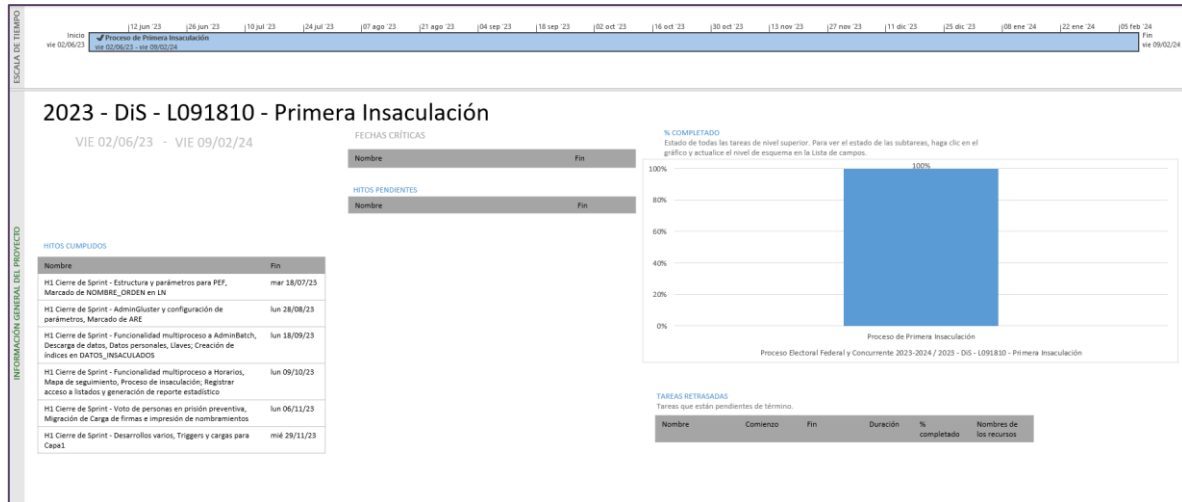 ESCALA DE TIEMPO
12 jun '23 26 jun '23 10 jul '23 24 jul '23 07 ago '23 21 ago '23 04 sep '23 18 sep '23 02 oct '23 16 oct '23 30 oct '23 13 nov '23 27 nov '23 11 dic '23 25 dic '23 08 ene '24 22 ene '24 05 feb '24
Inicio
vie 02/06/23
Proceso de Primera Insaculación
vie 02/06/23 - vie 09/02/24
Fin
vie 09/02/24
INFORMACIÓN GENERAL DEL PROYECTO
2023 - DiS - L091810 - Primera Insaculación
VIE 02/06/23 - VIE 09/02/24
HITOS CUMPLIDOS
Nombre Fin
H1 Cierre de Sprint - Estructura y parámetros para PEF, mar 18/07/23
Marcado de NOMBRE_ORDEN en LN
H1 Cierre de Sprint - AdminGluster y configuración de lun 28/08/23
parámetros, Marcado de ARE
H1 Cierre de Sprint - Funcionalidad multiproceso a AdminBatch, lun 18/09/23
Descarga de datos, Datos personales, Llaves; Creación de
índices en DATOS_INSACULADOS
H1 Cierre de Sprint - Funcionalidad multiproceso a Horarios, lun 09/10/23
Mapa de seguimiento, Proceso de insaculación; Registrar
acceso a listados y generación de reporte estadístico
H1 Cierre de Sprint - Voto de personas en prisión preventiva, lun 06/11/23
Migración de Carga de firmas e impresión de nombramientos
H1 Cierre de Sprint - Desarrollos varios, Triggers y cargas para mié 29/11/23
Capa1
FECHAS CRÍTICAS
Nombre Fin
HITOS PENDIENTES
Nombre Fin
% COMPLETADO
Estado de todas las tareas de nivel superior. Para ver el estado de las subtareas, haga clic en el
gráfico y actualice el nivel de esquema en la Lista de campos.
100%
100%
80%
60%
40%
20%
0%
Proceso de Primera Insaculación
Proceso Electoral Federal y Concurrente 2023-2024 / 2023 - DiS - L091810 - Primera Insaculación
TAREAS RETRASADAS
Tareas que están pendientes de término.
Nombre Comienzo Fin Duración % completado Nombres de los recursos